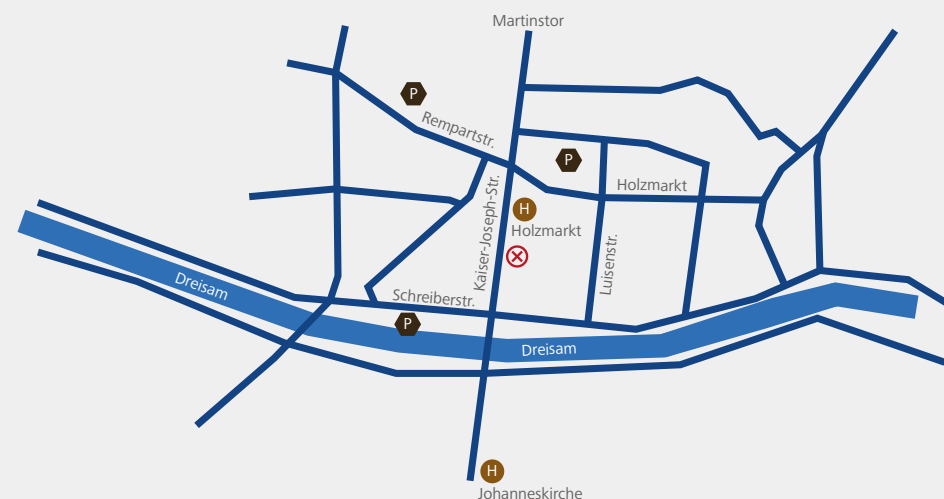 Martinstor
P
Rempartstr.
P
Holzmarkt
Kaiser-Joseph-Str.
H
Holzmarkt
Luisenstr.
Dreisam
Schreiberstr.
P
Dreisam
H
Johanneskirche